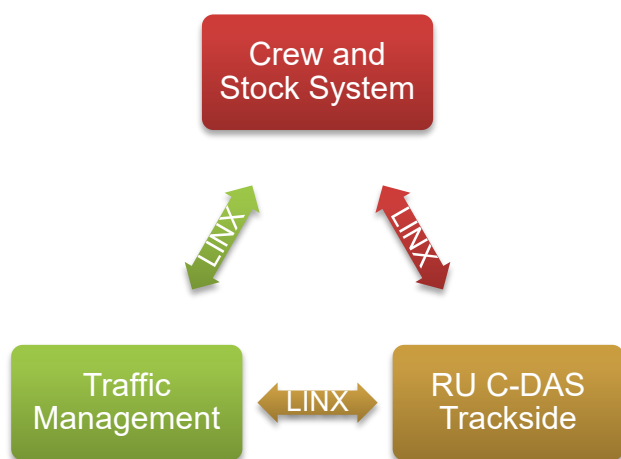 Crew and
Stock System
LINX
LINX
Traffic
Management
LINX
RU C-DAS
Trackside